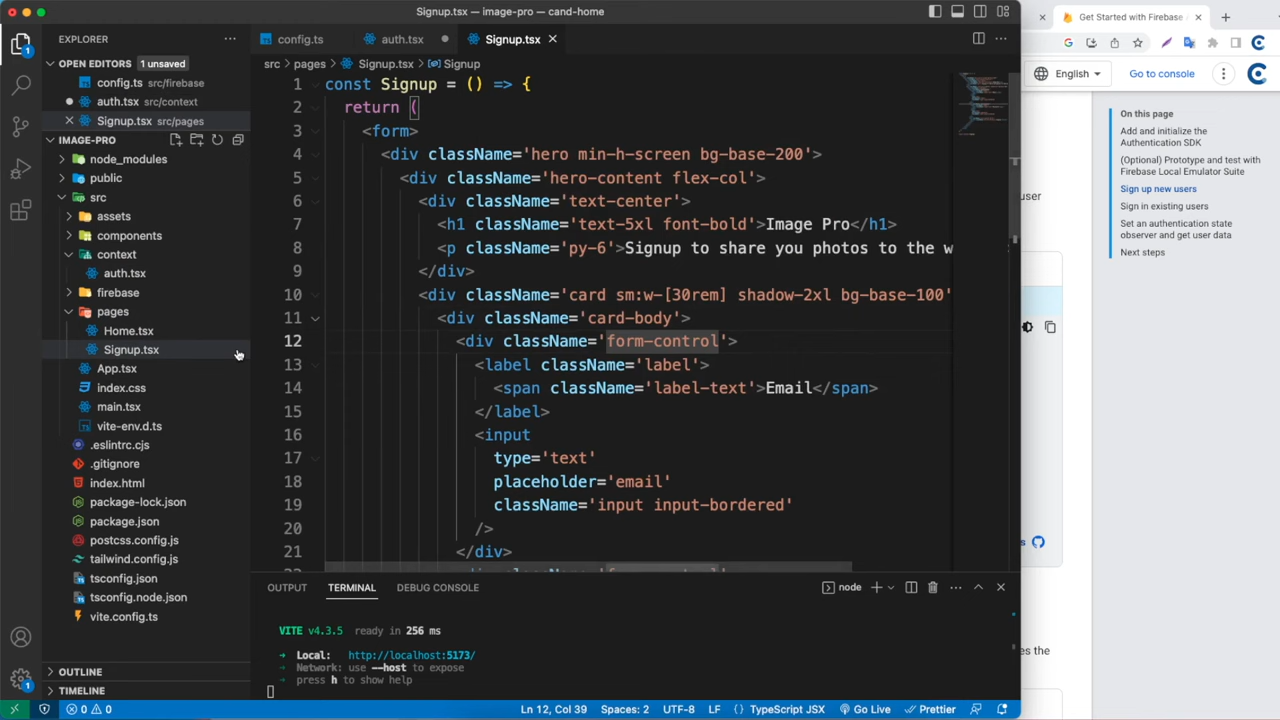 Signup.tsx — image-pro — cand-home
EXPLORER
OPEN EDITORS 1 unsaved
config.ts src/firebase
auth.tsx src/context
Signup.tsx src/pages
IMAGE-PRO
node_modules
public
src
assets
components
context
auth.tsx
firebase
pages
Home.tsx
Signup.tsx
App.tsx
index.css
main.tsx
vite-env.d.ts
.eslintrc.cjs
.gitignore
index.html
package-lock.json
package.json
postcss.config.js
tailwind.config.js
tsconfig.json
tsconfig.node.json
vite.config.ts
OUTLINE
TIMELINE
config.ts auth.tsx Signup.tsx
src > pages > Signup.tsx > Signup
1 const Signup = () => {
2 return (
3 <form>
4 <div className='hero min-h-screen bg-base-200'>
5 <div className='hero-content flex-col'>
6 <div className='text-center'>
7 <h1 className='text-5xl font-bold'>Image Pro</h1>
8 <p className='py-6'>Signup to share you photos to the w
9 </div>
10 <div className='card sm:w-[30rem] shadow-2xl bg-base-100'
11 <div className='card-body'>
12 <div className='form-control'>
13 <label className='label'>
14 <span className='label-text'>Email</span>
15 </label>
16 <input
17 type='text'
18 placeholder='email'
19 className='input input-bordered'
20 />
21 </div>
OUTPUT TERMINAL DEBUG CONSOLE
node
VITE v4.3.5 ready in 256 ms
➜ Local: http://localhost:5173/
➜ Network: use --host to expose
➜ press h to show help
0 0
Ln 12, Col 39 Spaces: 2 UTF-8 LF {} TypeScript JSX Go Live Prettier
Get Started with Firebase
English
Go to console
On this page
Add and initialize the
Authentication SDK
(Optional) Prototype and test with
Firebase Local Emulator Suite
Sign up new users
Sign in existing users
Set an authentication state
observer and get user data
Next steps
user
es the